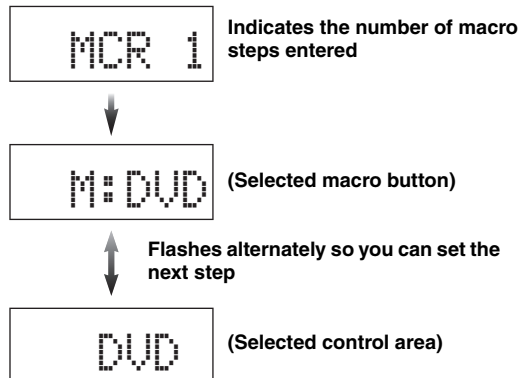 MCR 1
Indicates the number of macro
steps entered
M:DVD
(Selected macro button)
Flashes alternately so you can set the
next step
DVD
(Selected control area)